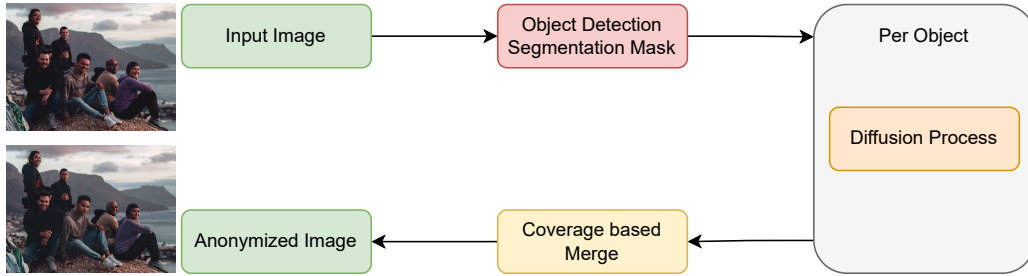 Input Image
Object Detection
Segmentation Mask
Per Object
Diffusion Process
Coverage based
Merge
Anonymized Image